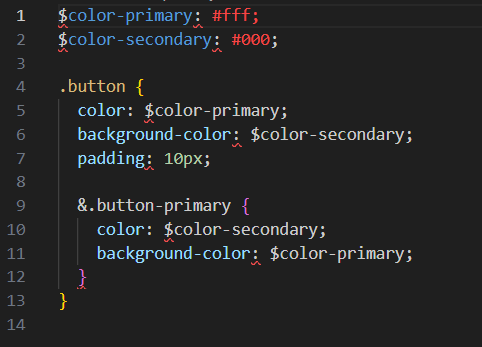 1 $color-primary: #fff;
2 $color-secondary: #000;
3
4 .button {
5 color: $color-primary;
6 background-color: $color-secondary;
7 padding: 10px;
8
9 &.button-primary {
10 color: $color-secondary;
11 background-color: $color-primary;
12 }
13 }
14